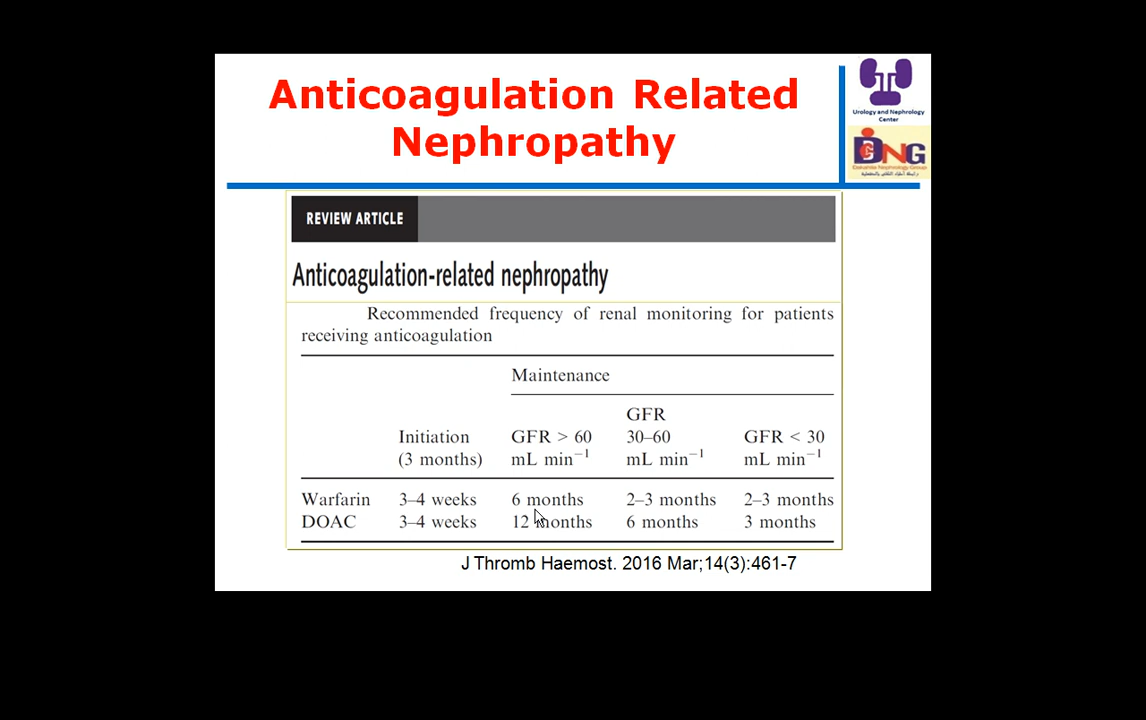 Anticoagulation Related
Nephropathy
Urology and Nephrology
Center
REVIEW ARTICLE
Anticoagulation-related nephropathy
Recommended frequency of renal monitoring for patients
receiving anticoagulation
Maintenance
GFR
Initiation GFR > 60 30–60 GFR < 30
(3 months) mL min⁻¹ mL min⁻¹ mL min⁻¹
Warfarin 3–4 weeks 6 months 2–3 months 2–3 months
DOAC 3–4 weeks 12 months 6 months 3 months
J Thromb Haemost. 2016 Mar;14(3):461-7